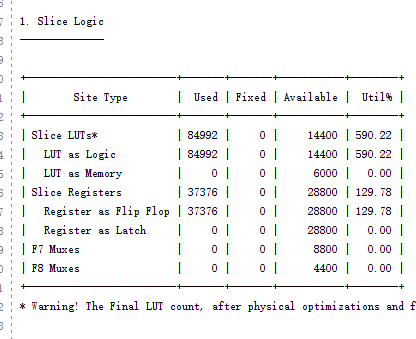 1. Slice Logic
--------------
+------------------------+-------+-------+-----------+--------+
| Site Type | Used | Fixed | Available | Util% |
+------------------------+-------+-------+-----------+--------+
| Slice LUTs* | 84992 | 0 | 14400 | 590.22 |
| LUT as Logic | 84992 | 0 | 14400 | 590.22 |
| LUT as Memory | 0 | 0 | 6000 | 0.00 |
| Slice Registers | 37376 | 0 | 28800 | 129.78 |
| Register as Flip Flop | 37376 | 0 | 28800 | 129.78 |
| Register as Latch | 0 | 0 | 28800 | 0.00 |
| F7 Muxes | 0 | 0 | 8800 | 0.00 |
| F8 Muxes | 0 | 0 | 4400 | 0.00 |
+------------------------+-------+-------+-----------+--------+
* Warning! The Final LUT count, after physical optimizations and f